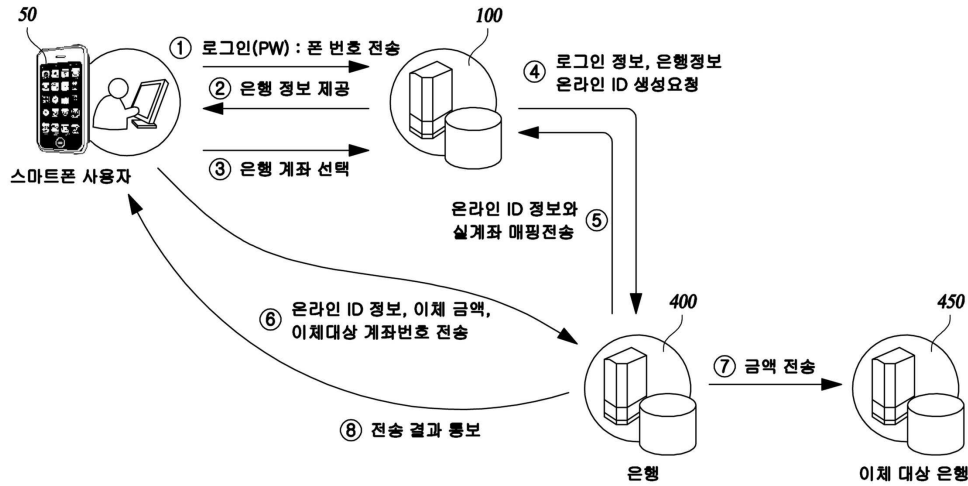 50
100
① 로그인(PW) : 폰 번호 전송
② 은행 정보 제공
③ 은행 계좌 선택
④ 로그인 정보, 은행정보
온라인 ID 생성요청
스마트폰 사용자
온라인 ID 정보와
실계좌 매핑전송
⑤
⑥ 온라인 ID 정보, 이체 금액,
이체대상 계좌번호 전송
400
450
⑦ 금액 전송
⑧ 전송 결과 통보
은행
이체 대상 은행